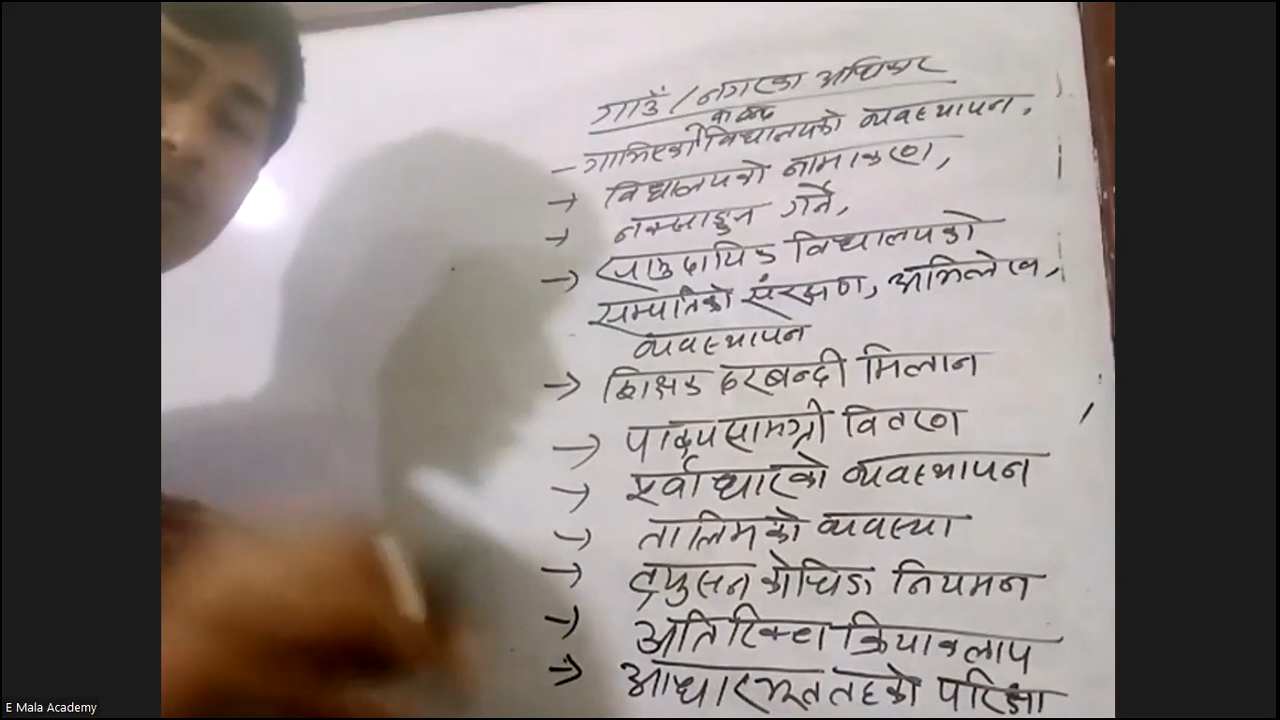 गाउँ / नगरका अधिकार
विद्यालयको व्यवस्थापन,
→ विद्यालयको नामाकरण,
→ नक्साङ्कन गर्ने,
→ सामुदायिक विद्यालयको
सम्पतिको संरक्षण, अभिलेख,
व्यवस्थापन
→ शिक्षक दरबन्दी मिलान
→ पाठ्यसामग्री वितरण
→ पूर्वाधारको व्यवस्थापन
→ तालिमको व्यवस्था
→ ट्युसन कोचिङ नियमन
→ अतिरिक्त क्रियाकलाप
→ आधारभूत तहको परिक्षा
E Mala Academy